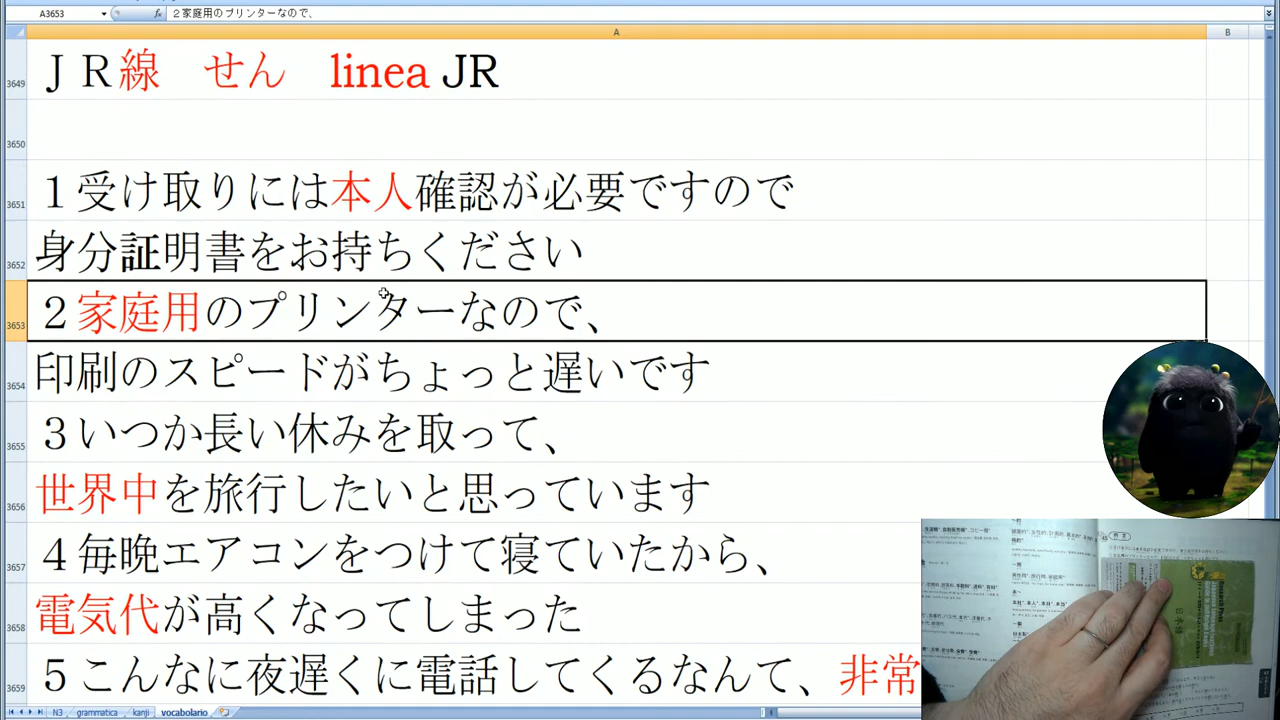 A3653
２家庭用のプリンターなので、
A
B
3649
ＪＲ線　せん　linea JR
3650
3651
１受け取りには本人確認が必要ですので
3652
身分証明書をお持ちください
3653
２家庭用のプリンターなので、
3654
印刷のスピードがちょっと遅いです
3655
３いつか長い休みを取って、
3656
世界中を旅行したいと思っています
3657
４毎晩エアコンをつけて寝ていたから、
3658
電気代が高くなってしまった
3659
５こんなに夜遅くに電話してくるなんて、非常
N3
grammatica
kanji
vocabolario